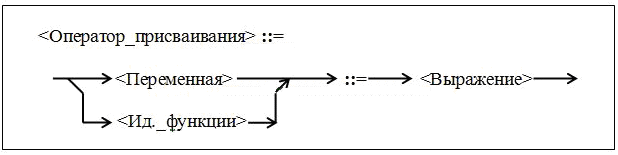 <Оператор_присваивания> ::=
<Переменная> ::= <Выражение>
<Ид._функции>